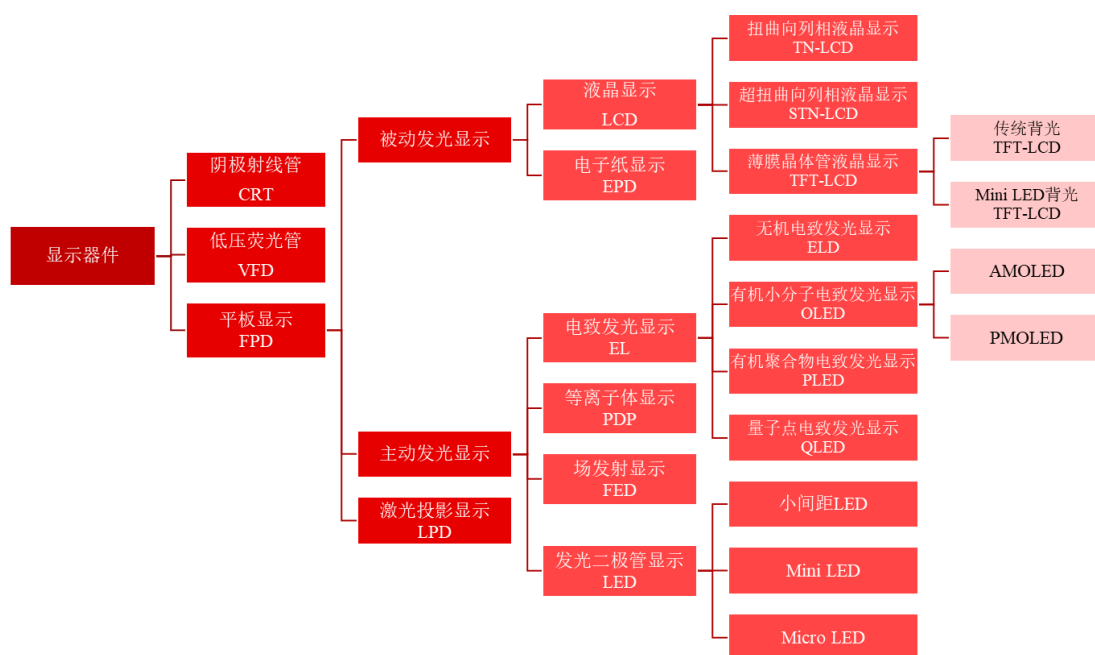 显示器件
阴极射线管
CRT
低压荧光管
VFD
平板显示
FPD
被动发光显示
主动发光显示
激光投影显示
LPD
液晶显示
LCD
电子纸显示
EPD
电致发光显示
EL
等离子体显示
PDP
场发射显示
FED
发光二极管显示
LED
扭曲向列相液晶显示
TN-LCD
超扭曲向列相液晶显示
STN-LCD
薄膜晶体管液晶显示
TFT-LCD
无机电致发光显示
ELD
有机小分子电致发光显示
OLED
有机聚合物电致发光显示
PLED
量子点电致发光显示
QLED
小间距LED
Mini LED
Micro LED
传统背光
TFT-LCD
Mini LED背光
TFT-LCD
AMOLED
PMOLED